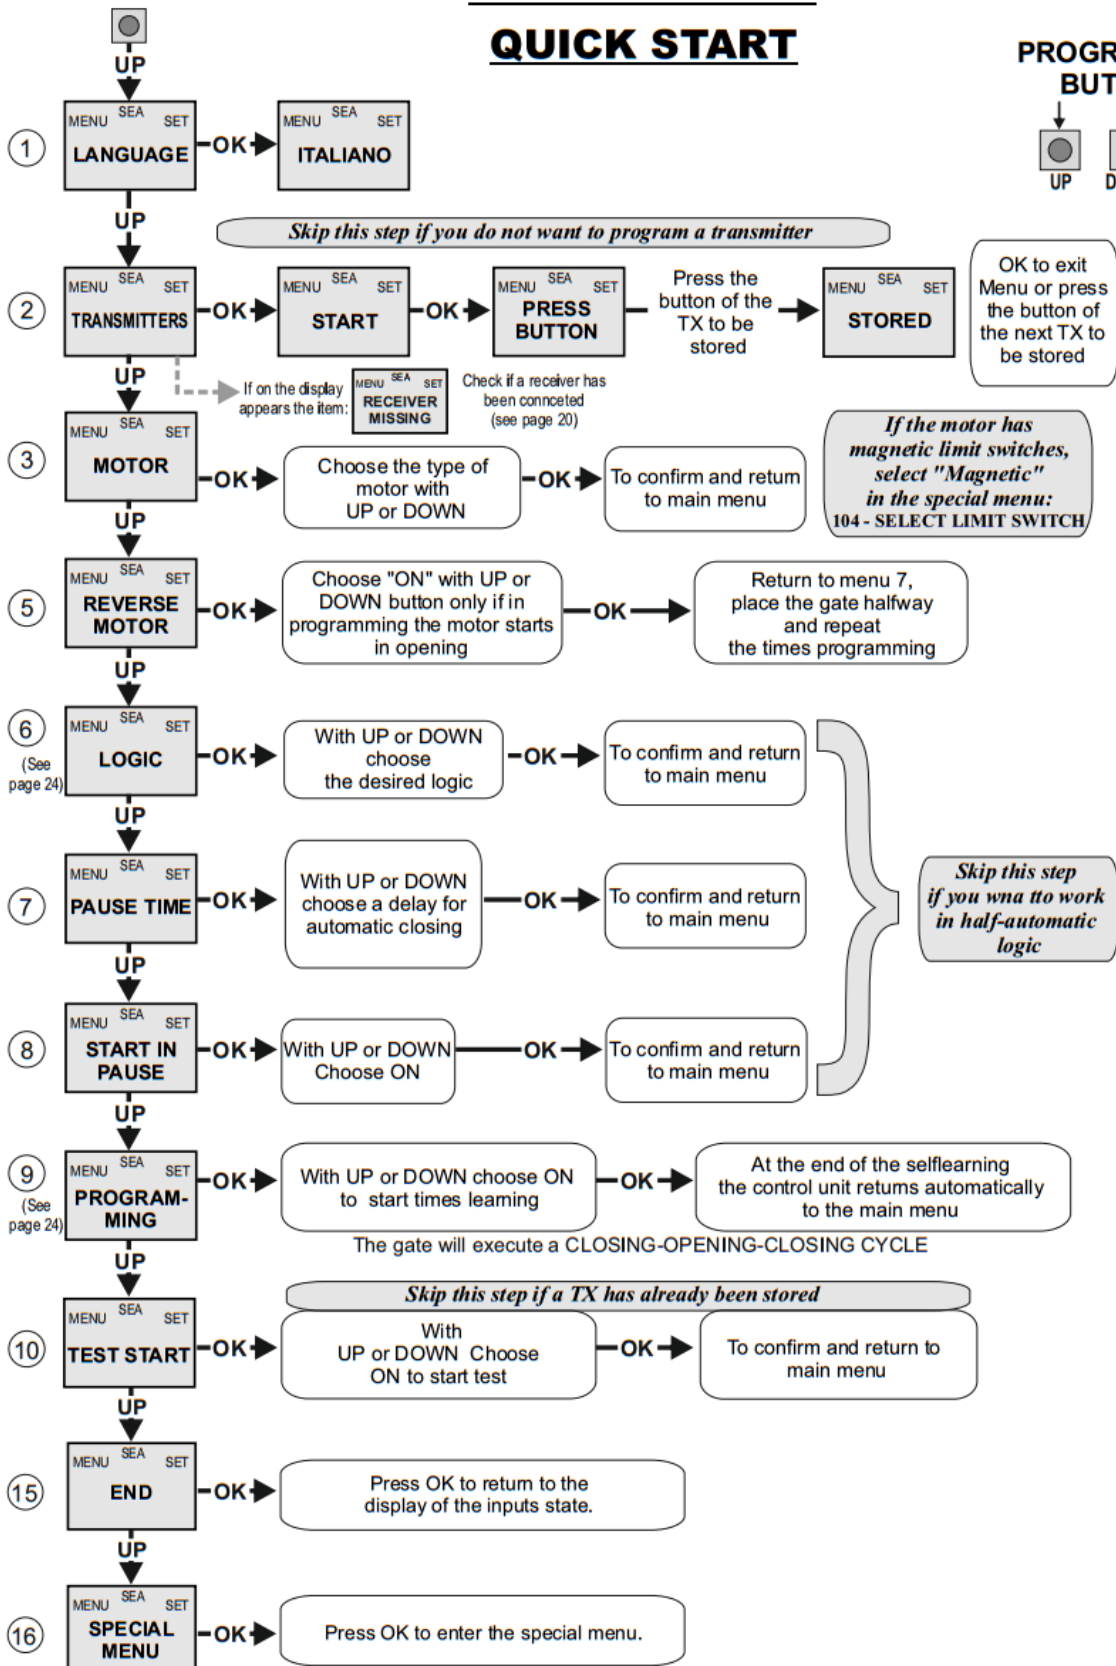 QUICK START
PROGR
BUT
UP
D
UP
1
MENU SEA SET
LANGUAGE
OK
MENU SEA SET
ITALIANO
UP
Skip this step if you do not want to program a transmitter
2
MENU SEA SET
TRANSMITTERS
OK
MENU SEA SET
START
OK
MENU SEA SET
PRESS
BUTTON
Press the
button of the
TX to be
stored
MENU SEA SET
STORED
OK to exit
Menu or press
the button of
the next TX to
be stored
UP
If on the display
appears the item:
MENU SEA SET
RECEIVER
MISSING
Check if a receiver has
been connceted
(see page 20)
3
MENU SEA SET
MOTOR
OK
Choose the type of
motor with
UP or DOWN
OK
To confirm and return
to main menu
If the motor has
magnetic limit switches,
select "Magnetic"
in the special menu:
104 - SELECT LIMIT SWITCH
UP
5
MENU SEA SET
REVERSE
MOTOR
OK
Choose "ON" with UP or
DOWN button only if in
programming the motor starts
in opening
OK
Return to menu 7,
place the gate halfway
and repeat
the times programming
UP
6
(See
page 24)
MENU SEA SET
LOGIC
OK
With UP or DOWN
choose
the desired logic
OK
To confirm and return
to main menu
UP
7
MENU SEA SET
PAUSE TIME
OK
With UP or DOWN
choose a delay for
automatic closing
OK
To confirm and return
to main menu
Skip this step
if you wna tto work
in half-automatic
logic
UP
8
MENU SEA SET
START IN
PAUSE
OK
With UP or DOWN
Choose ON
OK
To confirm and return
to main menu
UP
9
(See
page 24)
MENU SEA SET
PROGRAM-
MING
OK
With UP or DOWN choose ON
to start times learning
OK
At the end of the selflearning
the control unit returns automatically
to the main menu
The gate will execute a CLOSING-OPENING-CLOSING CYCLE
UP
Skip this step if a TX has already been stored
10
MENU SEA SET
TEST START
OK
With
UP or DOWN Choose
ON to start test
OK
To confirm and return to
main menu
UP
15
MENU SEA SET
END
OK
Press OK to return to the
display of the inputs state.
UP
16
MENU SEA SET
SPECIAL
MENU
OK
Press OK to enter the special menu.